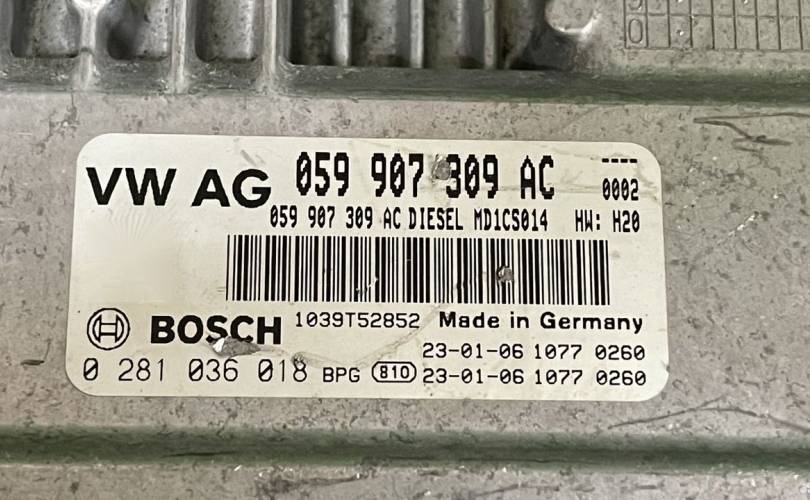 VW AG 059 907 309 AC ----
0002
059 907 309 AC DIESEL MD1CS014 HW: H20
BOSCH 1039T52852 Made in Germany
23-01-06 1077 0260
0 281 036 018 BPG 810 23-01-06 1077 0260